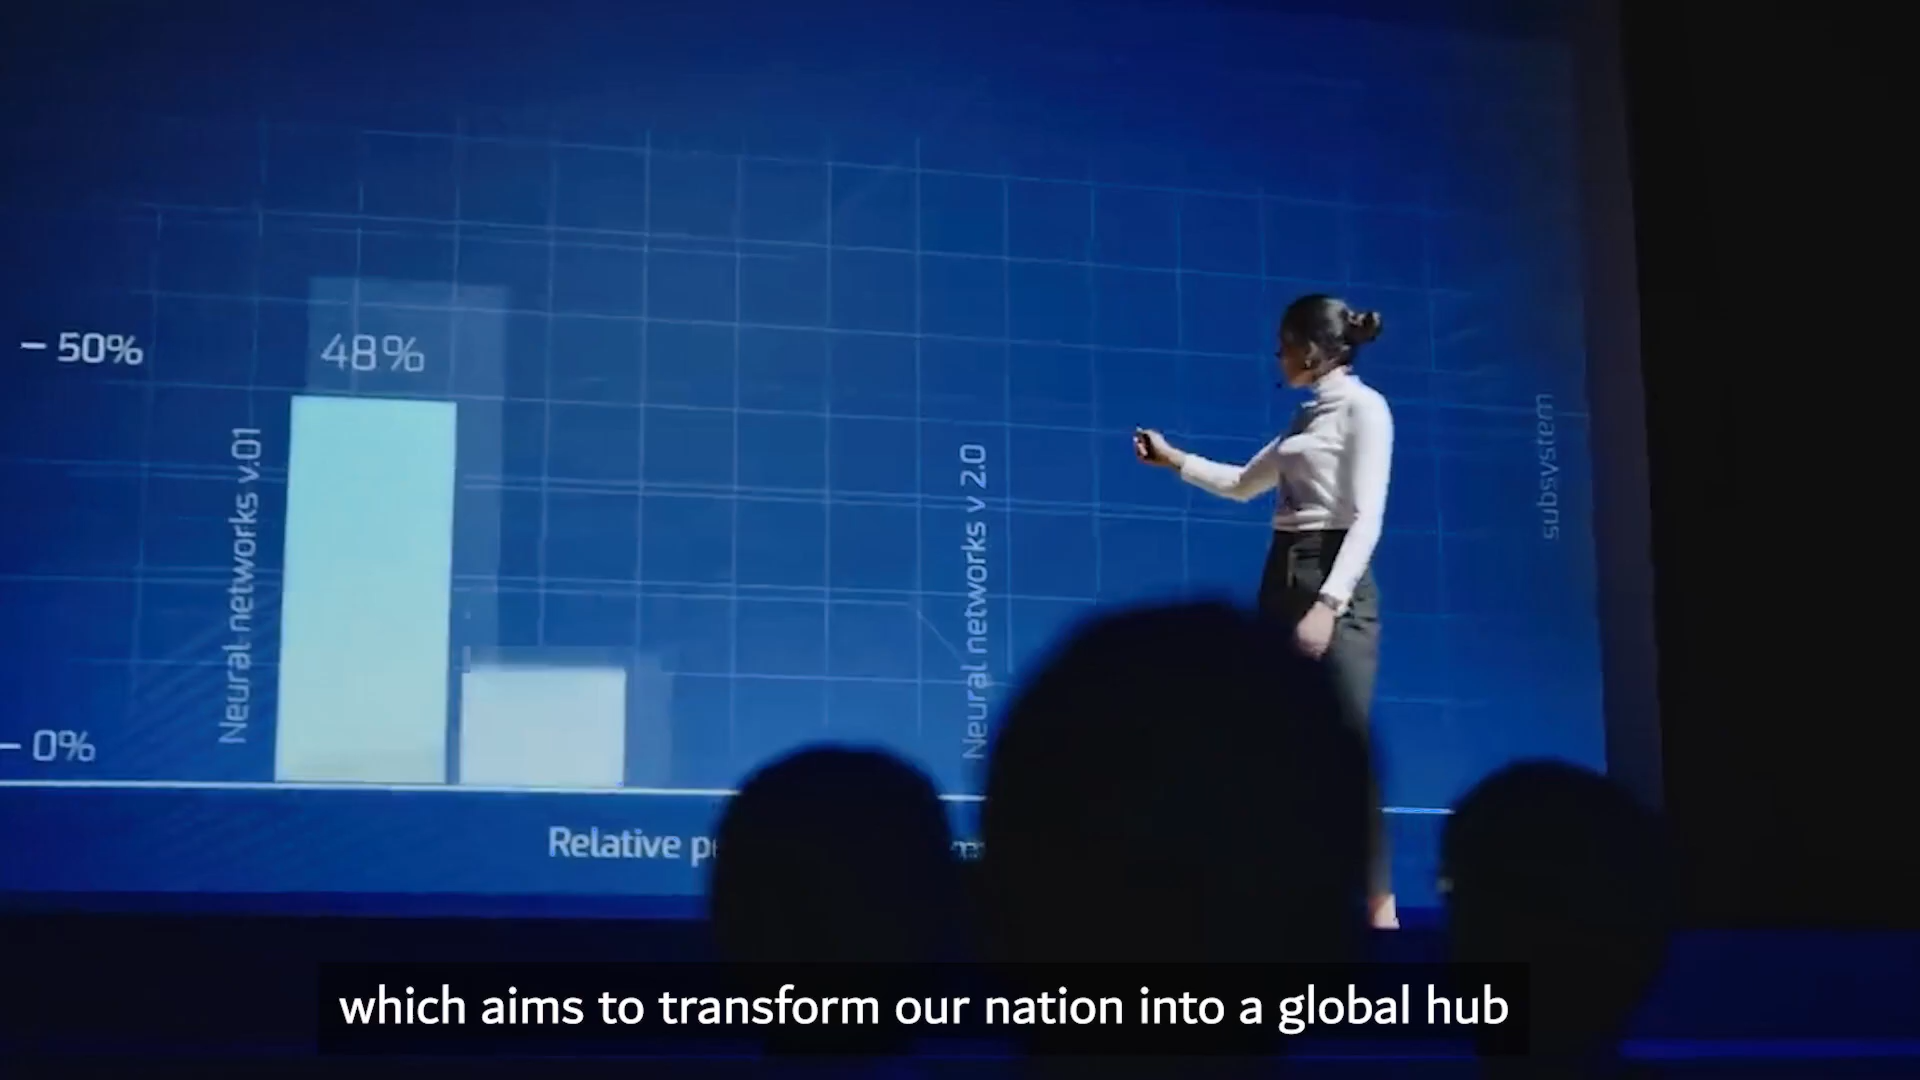 – 50%
48%
Neural networks v.01
Neural networks v 2.0
subsystem
– 0%
Relative
which aims to transform our nation into a global hub